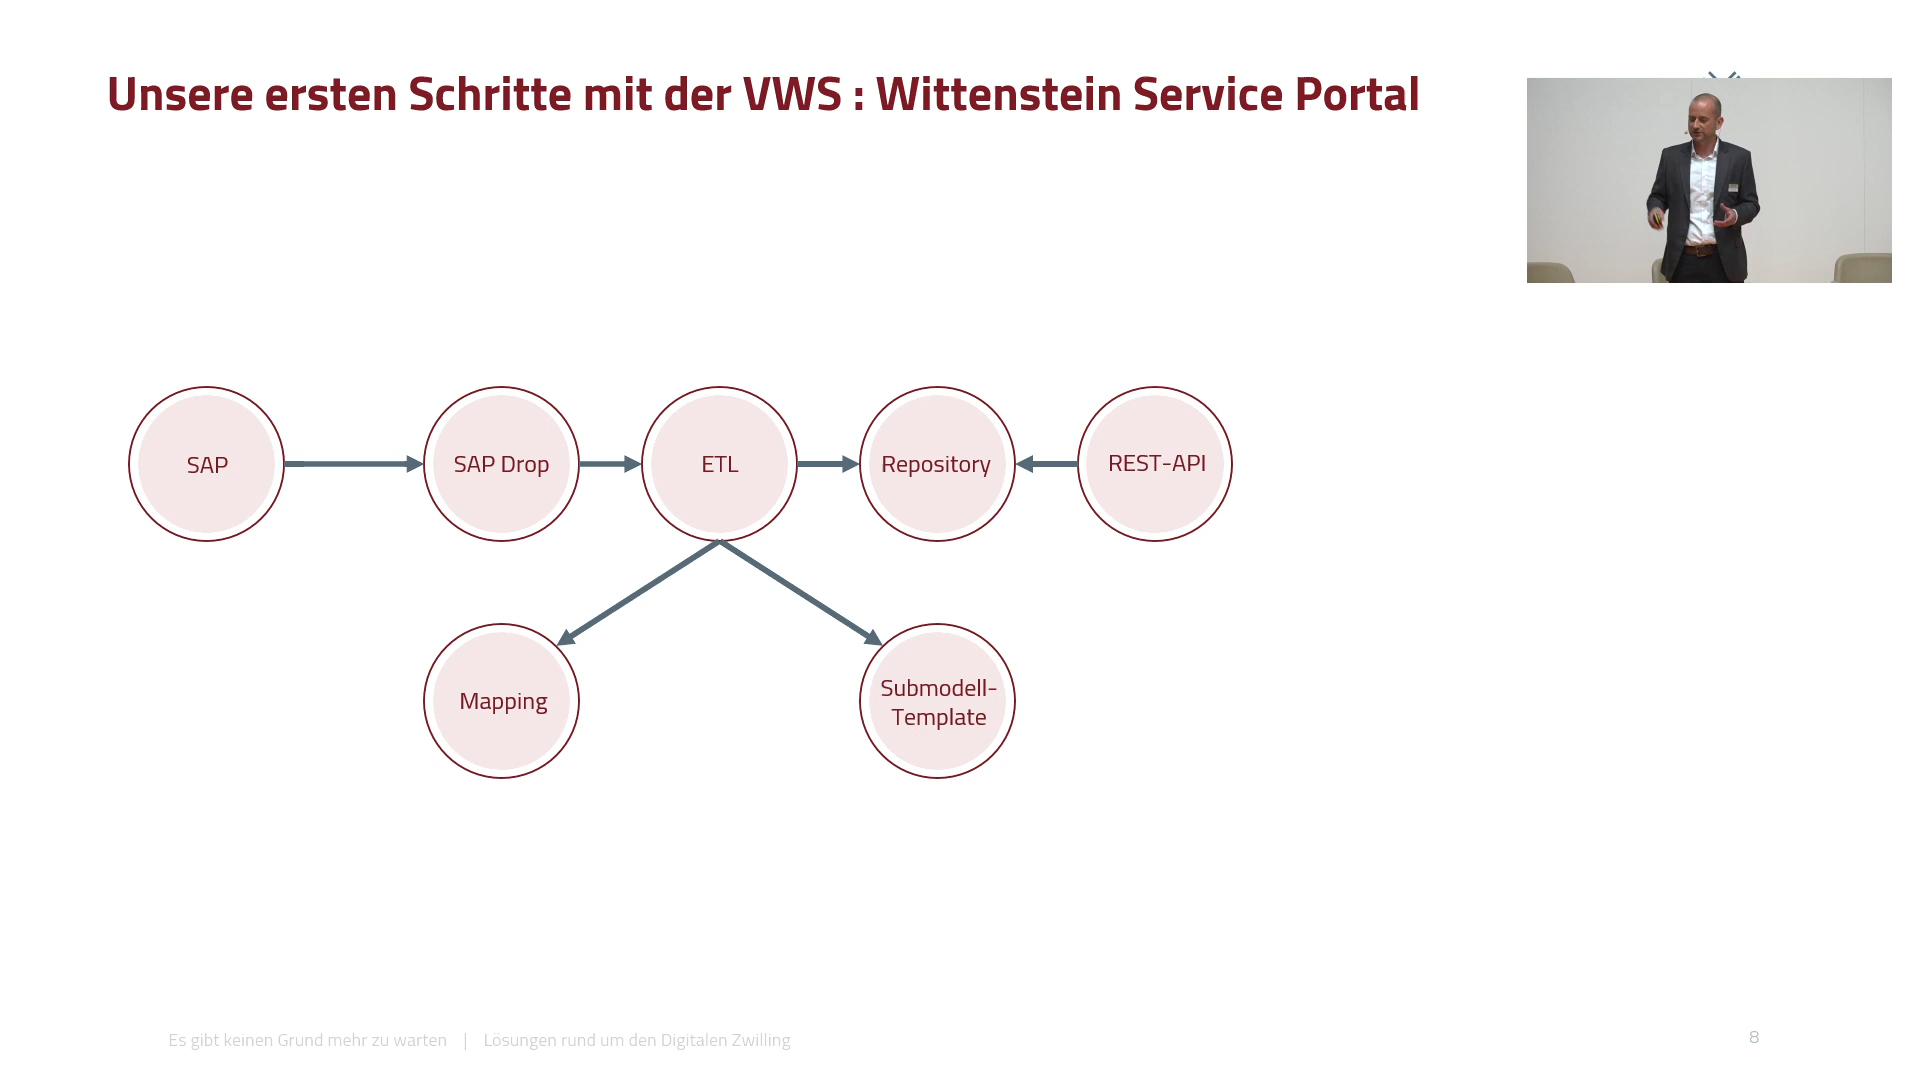 Unsere ersten Schritte mit der VWS : Wittenstein Service Portal
SAP
SAP Drop
ETL
Repository
REST-API
Mapping
Submodell-
Template
Es gibt keinen Grund mehr zu warten | Lösungen rund um den Digitalen Zwilling
8